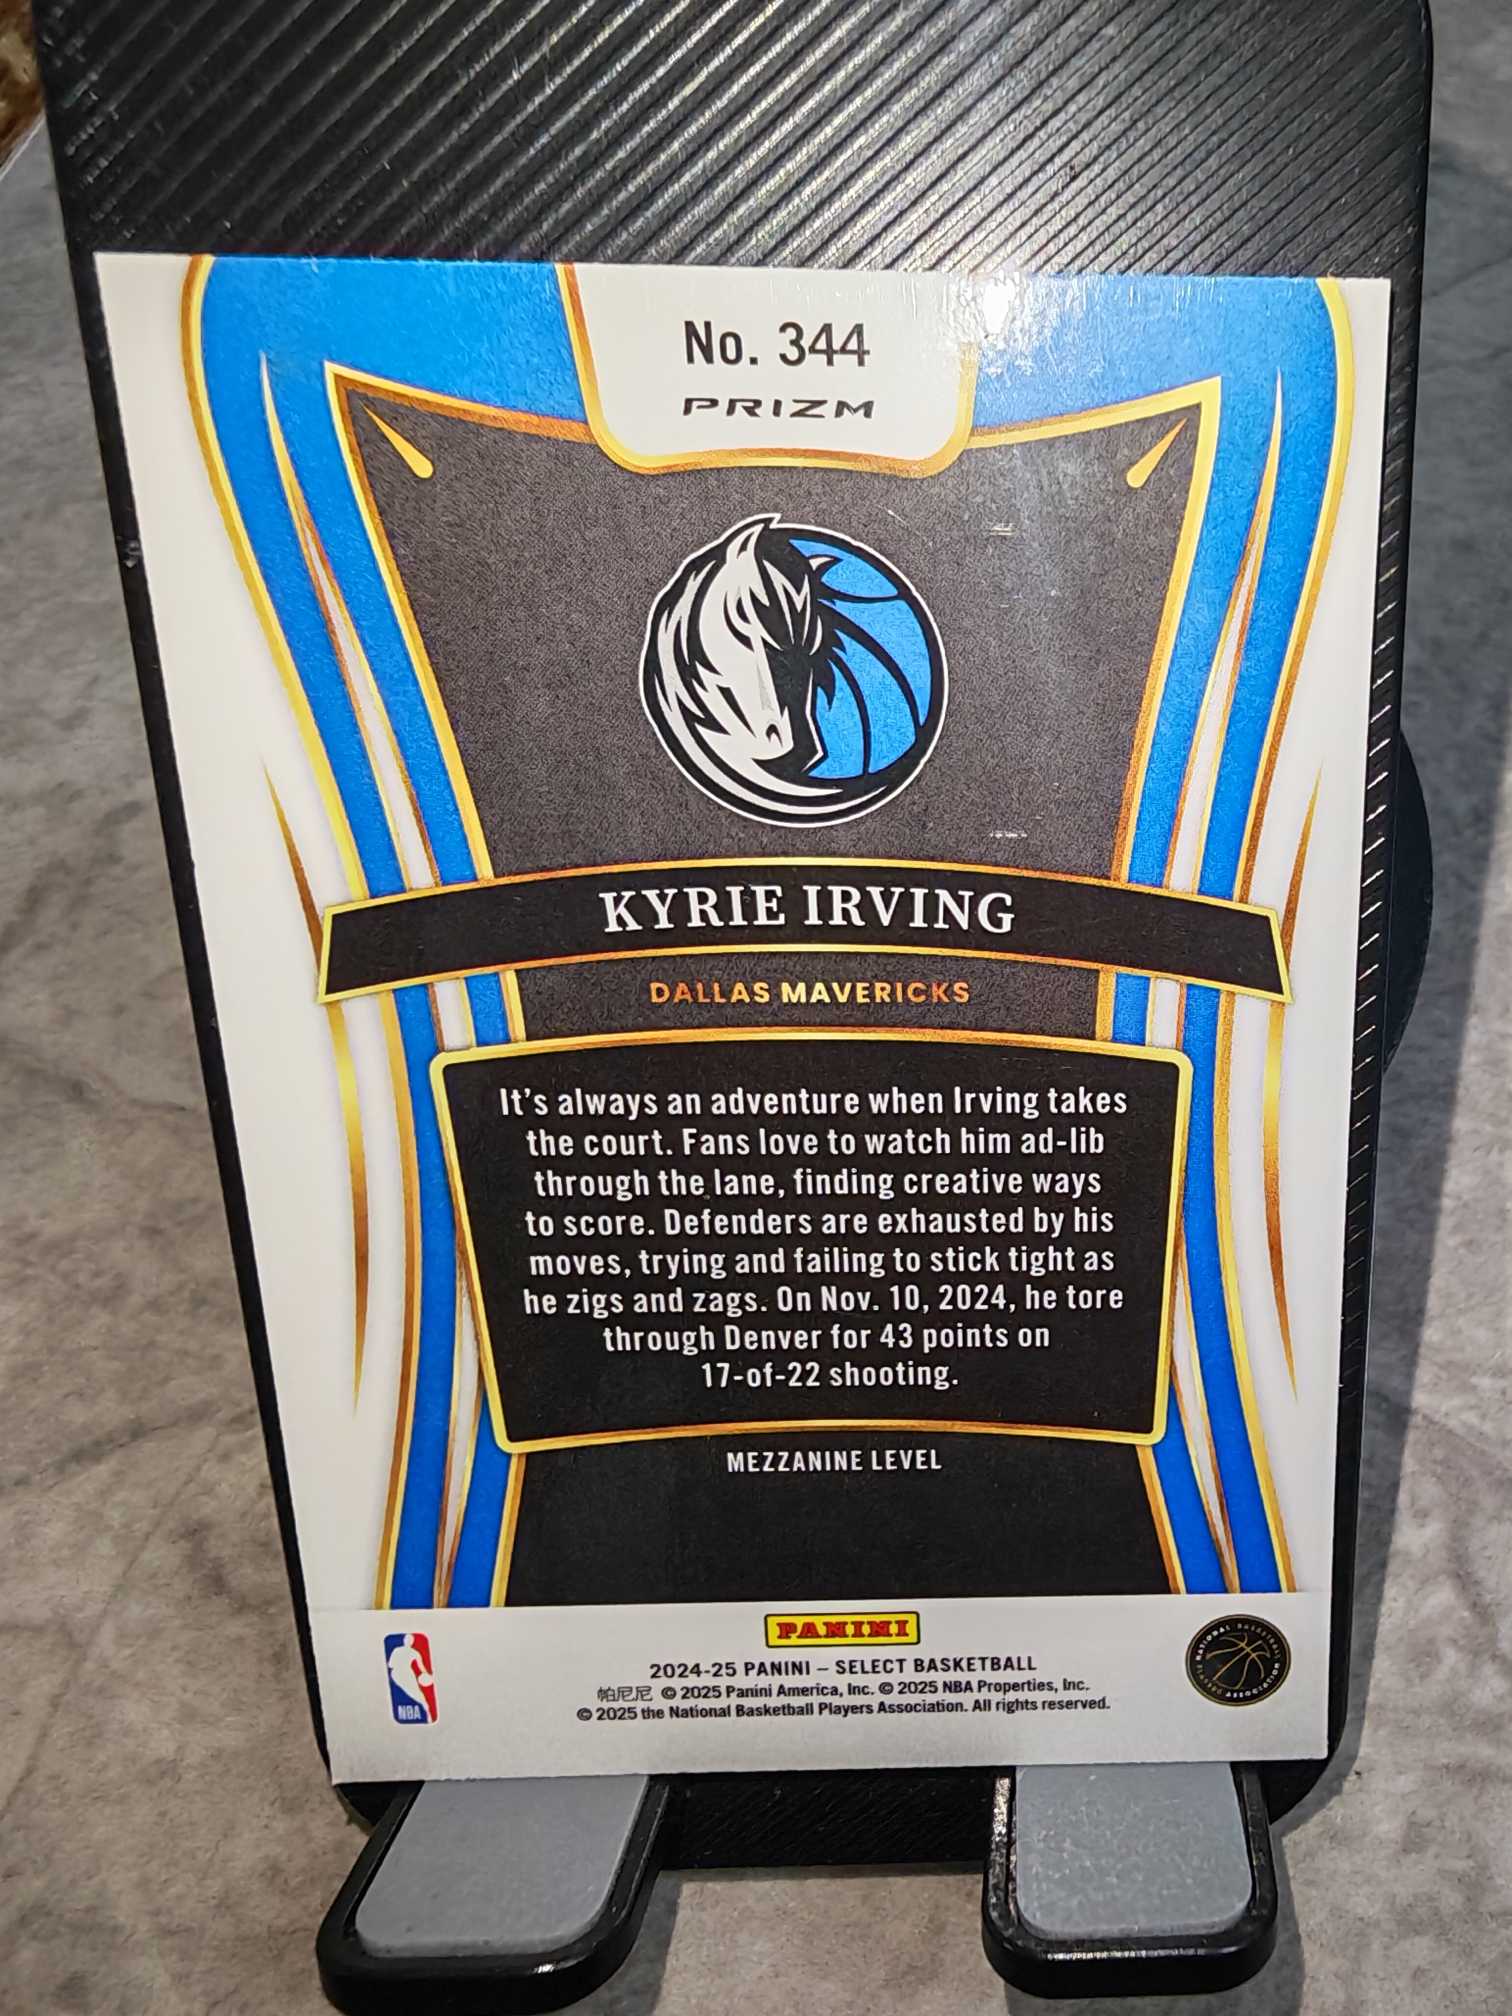 No. 344
PRIZM
KYRIE IRVING
DALLAS MAVERICKS
It's always an adventure when Irving takes
the court. Fans love to watch him ad-lib
through the lane, finding creative ways
to score. Defenders are exhausted by his
moves, trying and failing to stick tight as
he zigs and zags. On Nov. 10, 2024, he tore
through Denver for 43 points on
17-of-22 shooting.
MEZZANINE LEVEL
PANINI
2024-25 PANINI – SELECT BASKETBALL
帕尼尼 © 2025 Panini America, Inc. © 2025 NBA Properties, Inc.
© 2025 the National Basketball Players Association. All rights reserved.
NBA
NATIONAL BASKETBALL
PLAYERS ASSOCIATION